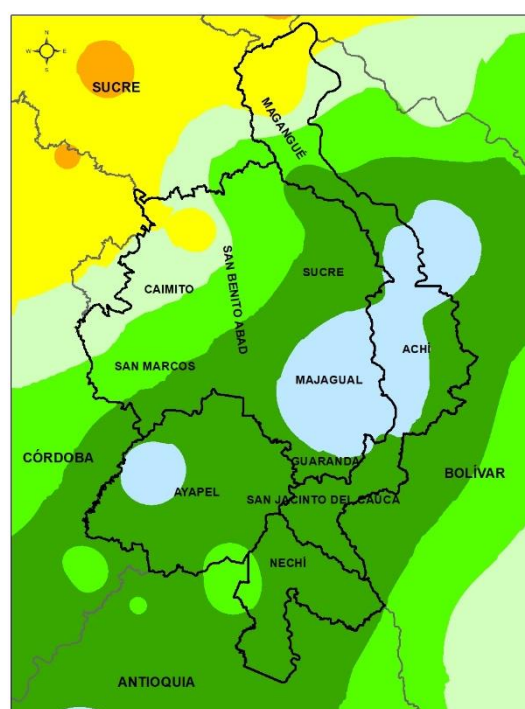 N
W E
S
SUCRE
MAGANGUÉ
SUCRE
SAN BENITO ABAD
CAIMITO
ACHÍ
SAN MARCOS
MAJAGUAL
CÓRDOBA
GUARANDA
BOLÍVAR
AYAPEL
SAN JACINTO DEL CAUCA
NECHÍ
ANTIOQUIA